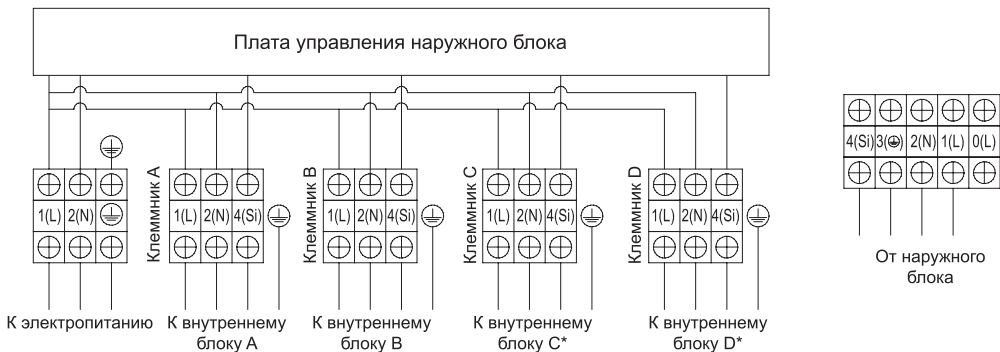 Плата управления наружного блока
Клеммник A
Клеммник B
Клеммник C
Клеммник D
1(L) 2(N)
1(L) 2(N) 4(Si)
1(L) 2(N) 4(Si)
1(L) 2(N) 4(Si)
1(L) 2(N) 4(Si)
4(Si) 3(⏚) 2(N) 1(L) 0(L)
К электропитанию
К внутреннему
блоку A
К внутреннему
блоку B
К внутреннему
блоку C*
К внутреннему
блоку D*
От наружного
блока